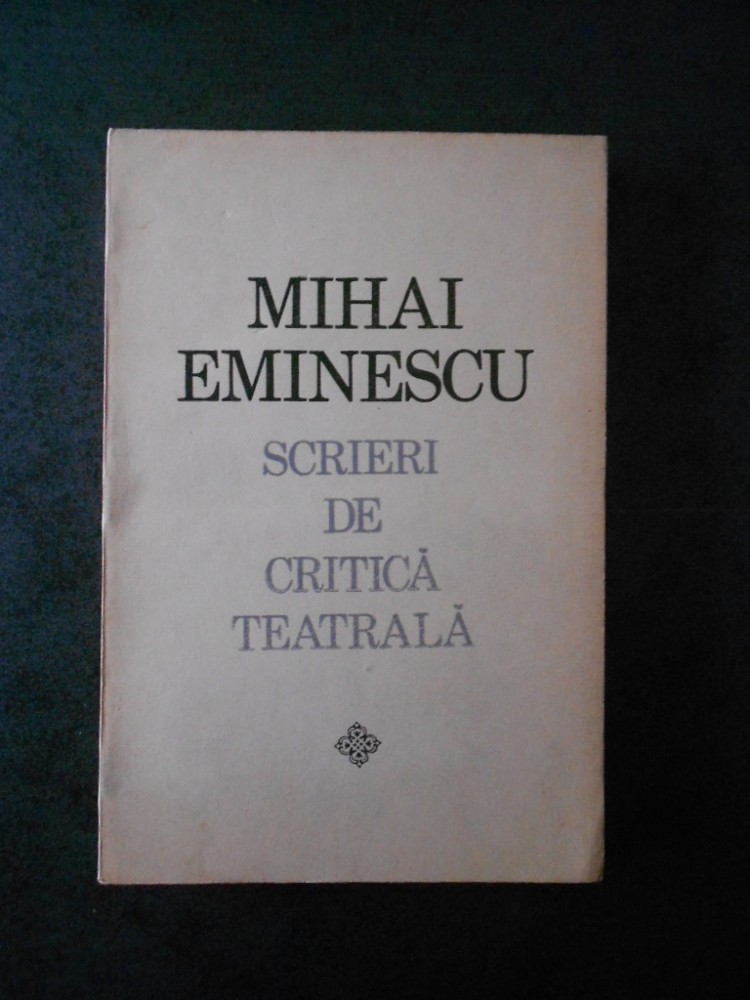 MIHAI
EMINESCU
SCRIERI
DE
CRITICĂ
TEATRALĂ